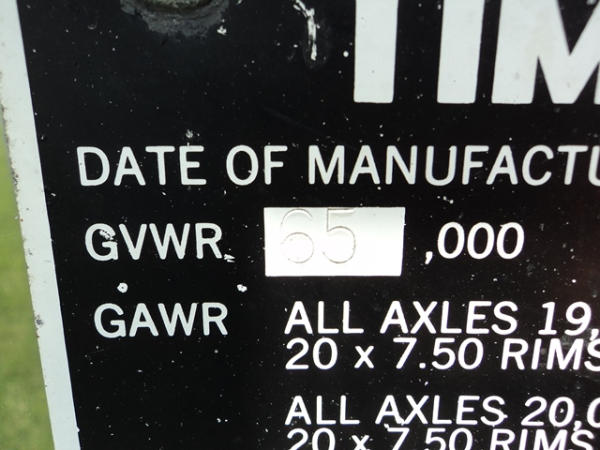 TIM
DATE OF MANUFACTU
GVWR 65 ,000
GAWR ALL AXLES 19,
20 x 7.50 RIMS
ALL AXLES 20,0
20 x 7.50 RIMS